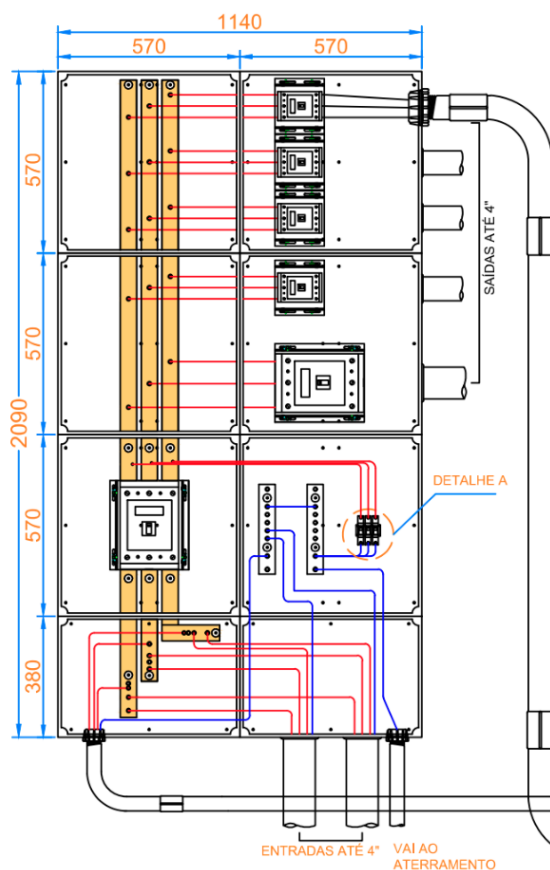 1140
570
570
570
570
2090
570
380
SAÍDAS ATÉ 4"
DETALHE A
ENTRADAS ATÉ 4"
VAI AO
ATERRAMENTO